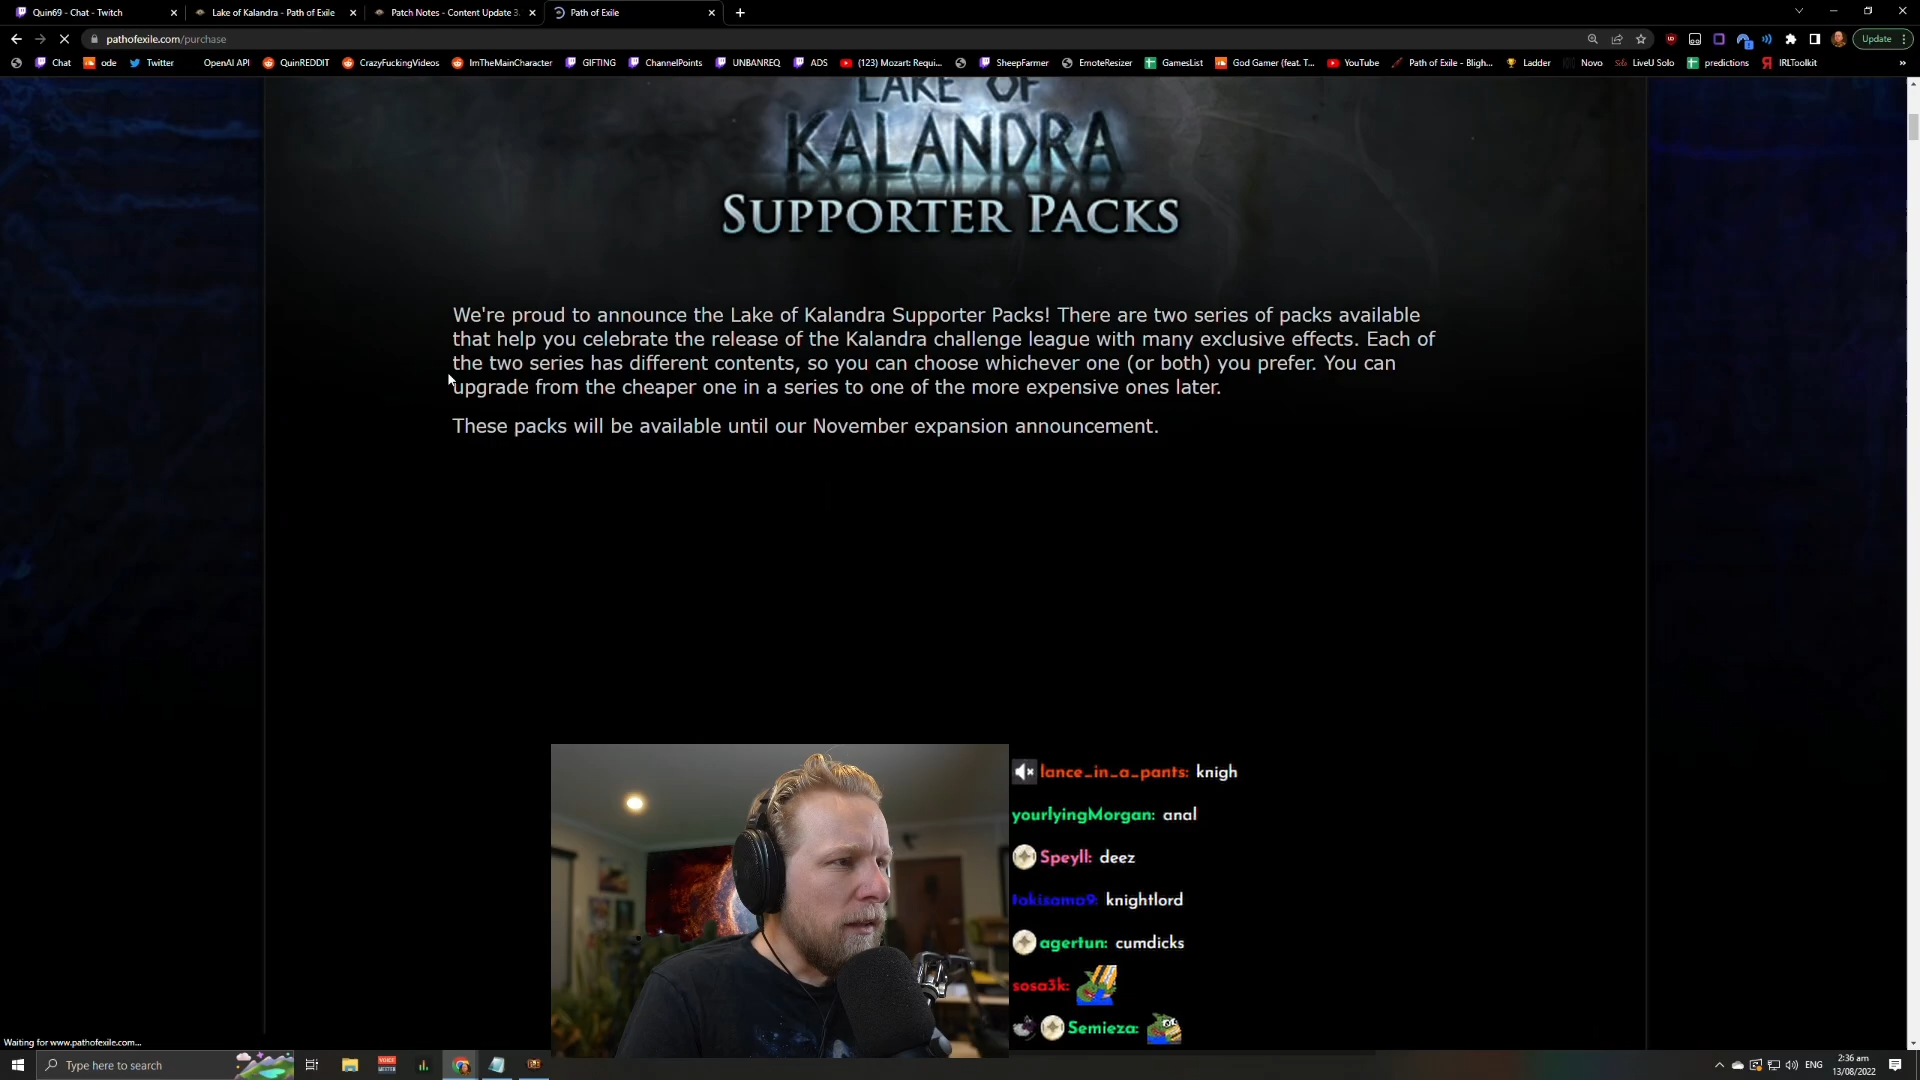 Quin69 - Chat - Twitch
Lake of Kalandra - Path of Exile
Patch Notes - Content Update 3.
Path of Exile
pathofexile.com/purchase
Update
Chat
ode
Twitter
OpenAI API
QuinREDDIT
CrazyFuckingVideos
ImTheMainCharacter
GIFTING
ChannelPoints
UNBANREQ
ADS
(123) Mozart: Requi...
SheepFarmer
EmoteResizer
GamesList
God Gamer (feat. T...
YouTube
Path of Exile - Bligh...
Ladder
Novo
LiveU Solo
predictions
IRLToolkit
LAKE OF
KALANDRA
SUPPORTER PACKS
We're proud to announce the Lake of Kalandra Supporter Packs! There are two series of packs available
that help you celebrate the release of the Kalandra challenge league with many exclusive effects. Each of
the two series has different contents, so you can choose whichever one (or both) you prefer. You can
upgrade from the cheaper one in a series to one of the more expensive ones later.
These packs will be available until our November expansion announcement.
lance_in_a_pants: knigh
yourlyingMorgan: anal
Speyll: deez
tokisama9: knightlord
agertun: cumdicks
sosa3k:
Semieza:
Waiting for www.pathofexile.com...
Type here to search
VOICE
MEETER
ENG
2:36 am
13/08/2022